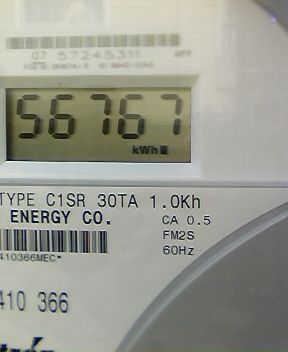 07 57245311
56767
kWh
TYPE C1SR 30TA 1.0Kh
ENERGY CO.
CA 0.5
FM2S
60Hz
410366MEC*
410 366